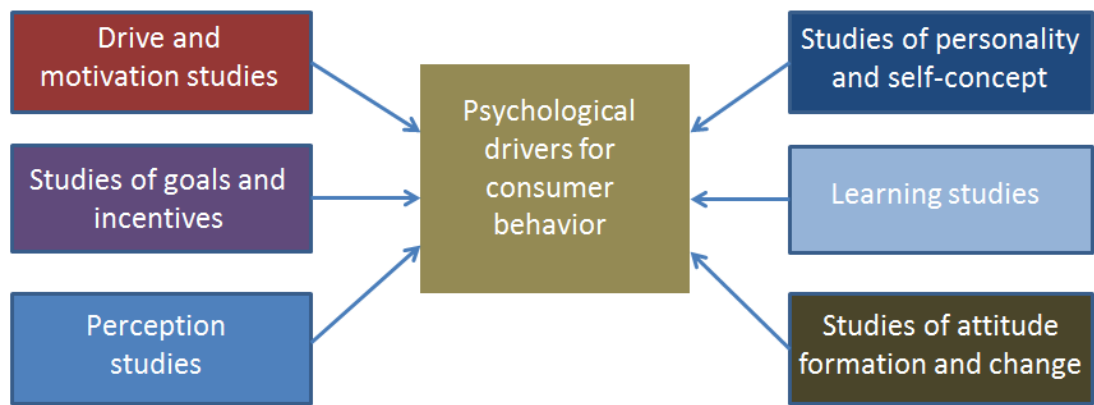 Drive and
motivation studies
Studies of goals and
incentives
Perception
studies
Psychological
drivers for
consumer
behavior
Studies of personality
and self-concept
Learning studies
Studies of attitude
formation and change